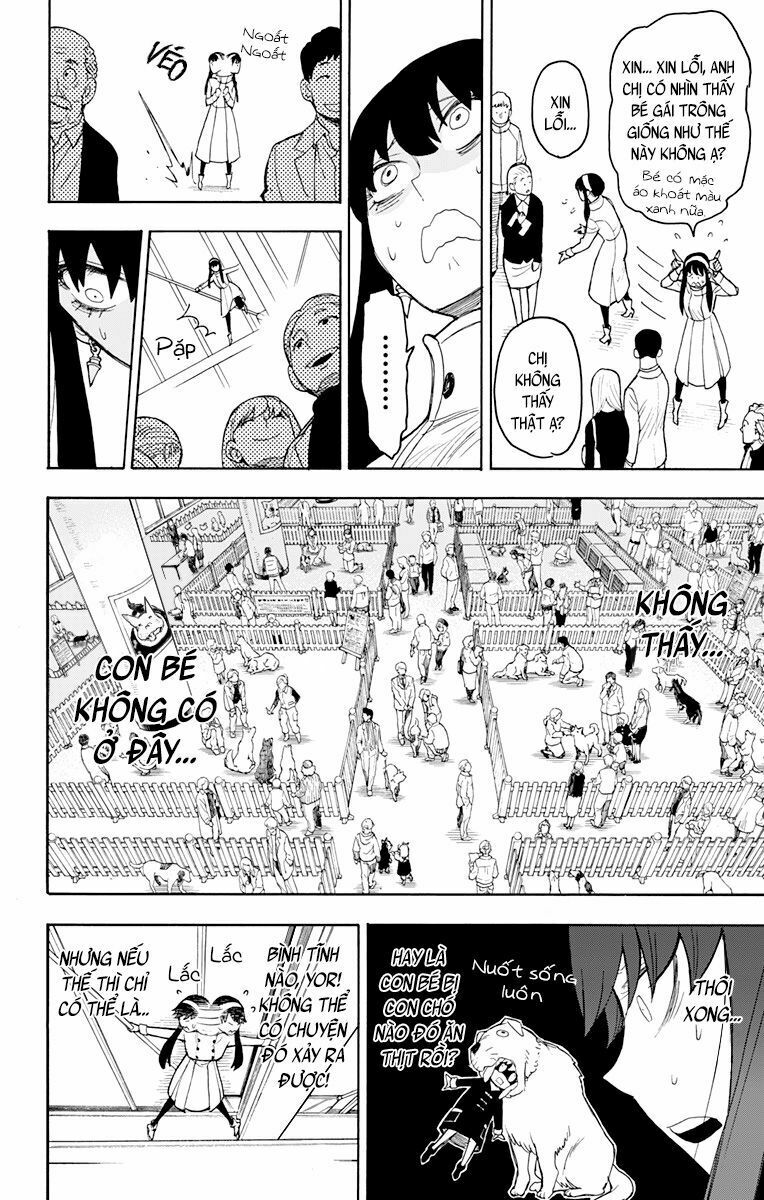 XIN... XIN LỖI, ANH
CHỊ CÓ NHÌN THẤY
BÉ GÁI TRÔNG
GIỐNG NHƯ THẾ
NÀY KHÔNG Ạ?
Bé có mặc
áo khoát màu
xanh nữa.
XIN
LỖI...
CHỊ
KHÔNG
THẤY
THẬT Ạ?
.........
Ngoắt
Ngoắt
VÉO
Pặp
KHÔNG
THẤY...
CON BÉ
KHÔNG CÓ
Ở ĐÂY...
THÔI
XONG...
Nuốt sống
luôn
HAY LÀ
CON BÉ BỊ
CON CHÓ
NÀO ĐÓ ĂN
THỊT RỒI?
BÌNH TĨNH
NÀO, YOR!
KHÔNG THỂ
CÓ CHUYỆN
ĐÓ XẢY RA
ĐƯỢC!
Lắc
Lắc
NHƯNG NẾU
THẾ THÌ CHỈ
CÓ THỂ LÀ...